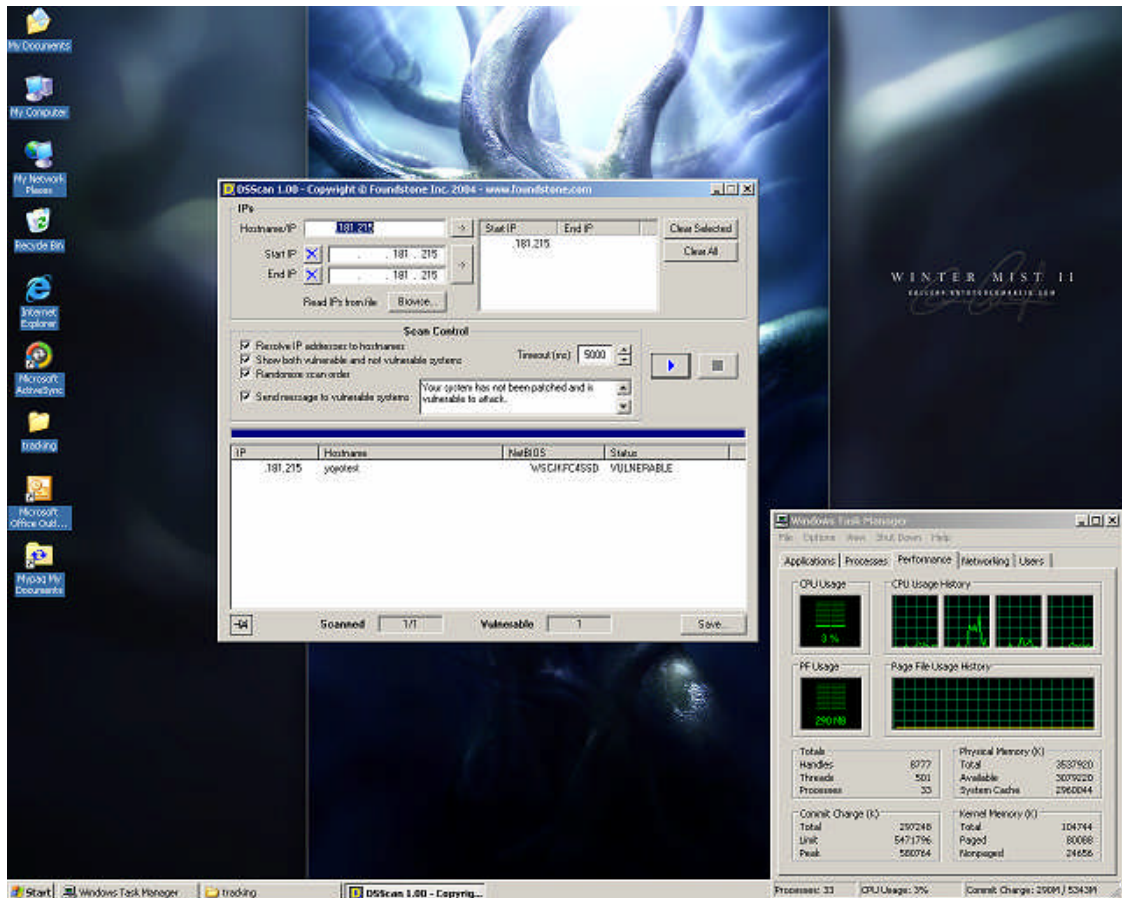 My Documents
My Computer
My Network
Places
Recycle Bin
Internet
Explorer
Microsoft
ActiveSync
tracking
Microsoft
Office Outl...
Mypaq My
Documents
WINTER MIST II
DSScan 1.00 - Copyright © Foundstone Inc. 2004 - www.foundstone.com
IPs
Hostname/IP .181.215 ->
Start IP X . . 181 . 215
End IP X . . 181 . 215 ->
Read IPs from file Browse...
Start IP End IP
.181.215
Clear Selected
Clear All
Scan Control
Resolve IP addresses to hostnames
Show both vulnerable and not vulnerable systems
Randomize scan order
Send message to vulnerable systems
Timeout (ms) 5000
Your system has not been patched and is
vulnerable to attack.
IP Hostname NetBIOS Status
.181.215 yoyotest VULNERABLE
Scanned 1/1 Vulnerable 1 Save...
Windows Task Manager
File Options View Shut Down Help
Applications Processes Performance Networking Users
CPU Usage CPU Usage History
3 %
PF Usage Page File Usage History
290 MB
Totals
Handles 8777
Threads 501
Processes 33
Physical Memory (K)
Total 3537920
Available 3079220
System Cache 2960044
Commit Charge (K)
Total 297248
Limit 5471796
Peak 580764
Kernel Memory (K)
Total 104744
Paged 80088
Nonpaged 24656
Processes: 33 CPU Usage: 3% Commit Charge: 290M / 5343M
Start Windows Task Manager tracking DSScan 1.00 - Copyrig...